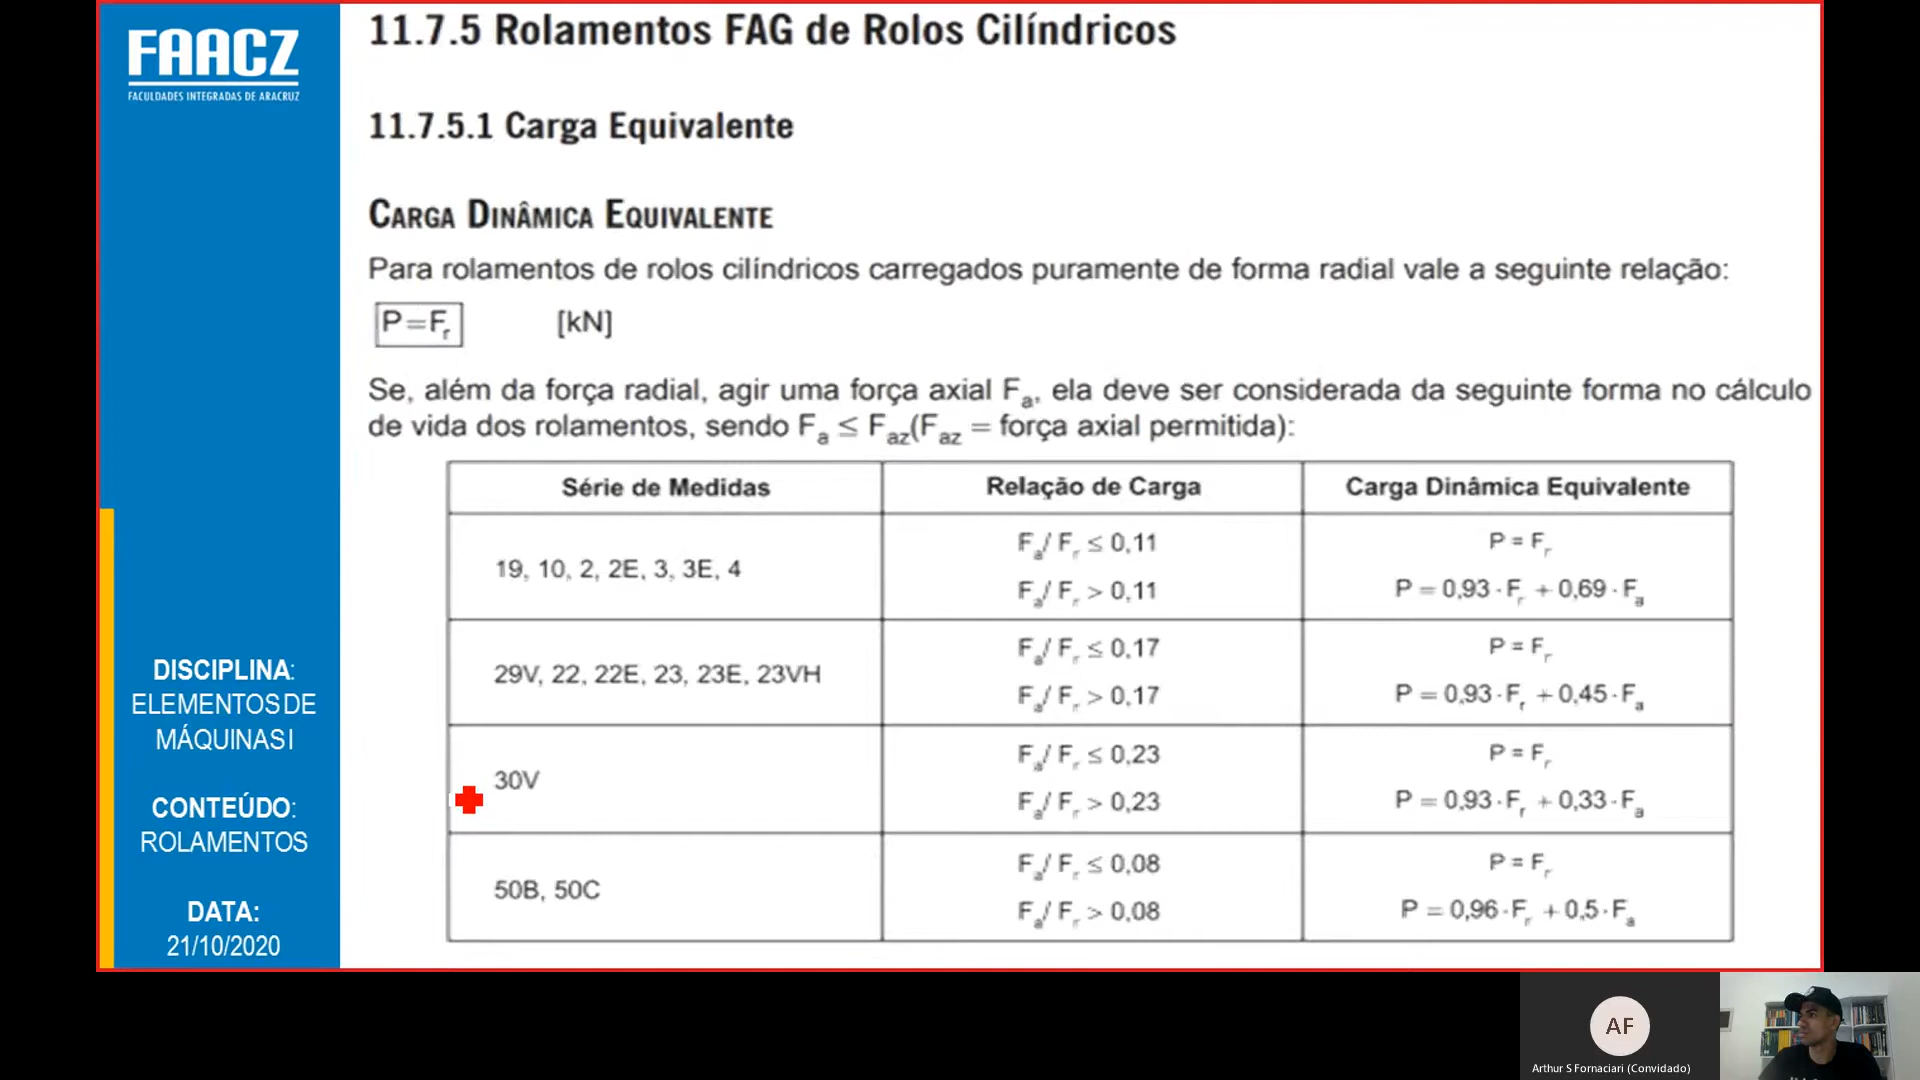 FAACZ
FACULDADES INTEGRADAS DE ARACRUZ
DISCIPLINA:
ELEMENTOS DE
MÁQUINAS I
CONTEÚDO:
ROLAMENTOS
DATA:
21/10/2020
11.7.5 Rolamentos FAG de Rolos Cilíndricos
11.7.5.1 Carga Equivalente
CARGA DINÂMICA EQUIVALENTE
Para rolamentos de rolos cilíndricos carregados puramente de forma radial vale a seguinte relação:
P=Fr [kN]
Se, além da força radial, agir uma força axial Fa, ela deve ser considerada da seguinte forma no cálculo
de vida dos rolamentos, sendo Fa ≤ Faz(Faz = força axial permitida):
Série de Medidas Relação de Carga Carga Dinâmica Equivalente
19, 10, 2, 2E, 3, 3E, 4
Fa/ Fr ≤ 0,11 P = Fr
Fa/ Fr > 0,11 P = 0,93 · Fr + 0,69 · Fa
29V, 22, 22E, 23, 23E, 23VH
Fa/ Fr ≤ 0,17 P = Fr
Fa/ Fr > 0,17 P = 0,93 · Fr + 0,45 · Fa
30V
Fa/ Fr ≤ 0,23 P = Fr
Fa/ Fr > 0,23 P = 0,93 · Fr + 0,33 · Fa
50B, 50C
Fa/ Fr ≤ 0,08 P = Fr
Fa/ Fr > 0,08 P = 0,96 · Fr + 0,5 · Fa
AF
Arthur S Fornaciari (Convidado)